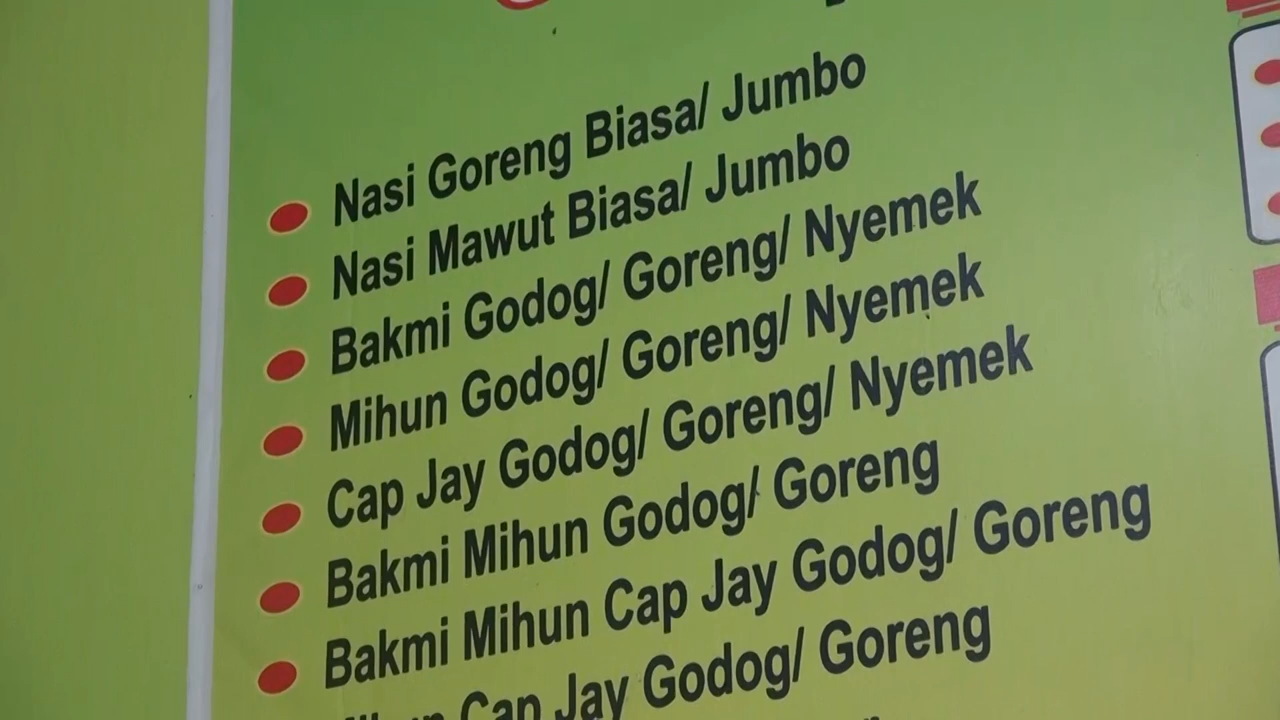 Nasi Goreng Biasa/ Jumbo
Nasi Mawut Biasa/ Jumbo
Bakmi Godog/ Goreng/ Nyemek
Mihun Godog/ Goreng/ Nyemek
Cap Jay Godog/ Goreng/ Nyemek
Bakmi Mihun Godog/ Goreng
Bakmi Mihun Cap Jay Godog/ Goreng
Cap Jay Godog/ Goreng